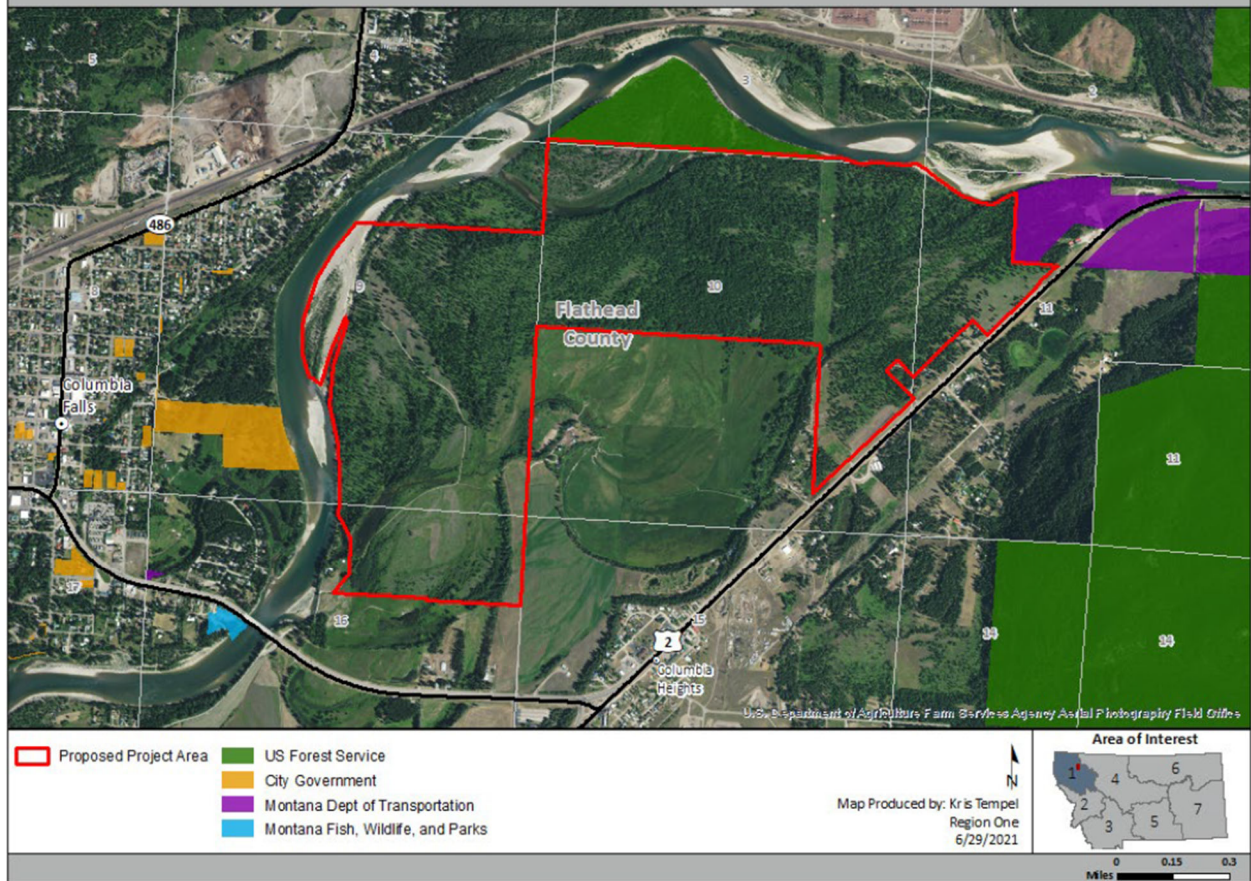 5
4
3
2
486
8
9
10
Flathead
County
11
Columbia
Falls
11
17
16
15
14
14
2
Columbia
Heights
U.S. Department of Agriculture Farm Services Agency Aerial Photography Field Office
Proposed Project Area
US Forest Service
City Government
Montana Dept of Transportation
Montana Fish, Wildlife, and Parks
N
Map Produced by: Kris Tempel
Region One
6/29/2021
Area of Interest
1
4
6
2
3
5
7
0 0.15 0.3
Miles